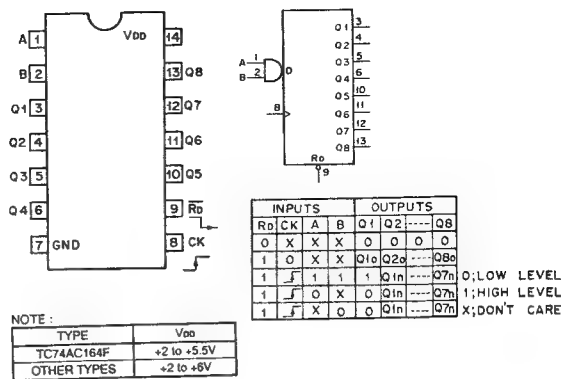 A 1 VDD 14
B 2 13 Q8
Q1 3 12 Q7
Q2 4 11 Q6
Q3 5 10 Q5
Q4 6 9 RD
7 GND 8 CK
A 1
B 2
D
8
RD
9
Q1 3
Q2 4
Q3 5
Q4 6
Q5 10
Q6 11
Q7 12
Q8 13
INPUTS OUTPUTS
RD CK A B Q1 Q2 ---- Q8
0 X X X 0 0 0 0
1 0 X X Q1o Q2o ---- Q8o
1 1 1 1 Q1n ---- Q7n 0;LOW LEVEL
1 0 X 0 Q1n ---- Q7n 1;HIGH LEVEL
1 X 0 0 Q1n ---- Q7n X;DON'T CARE
NOTE :
TYPE VDD
TC74AC164F +2 to +5.5V
OTHER TYPES +2 to +6V